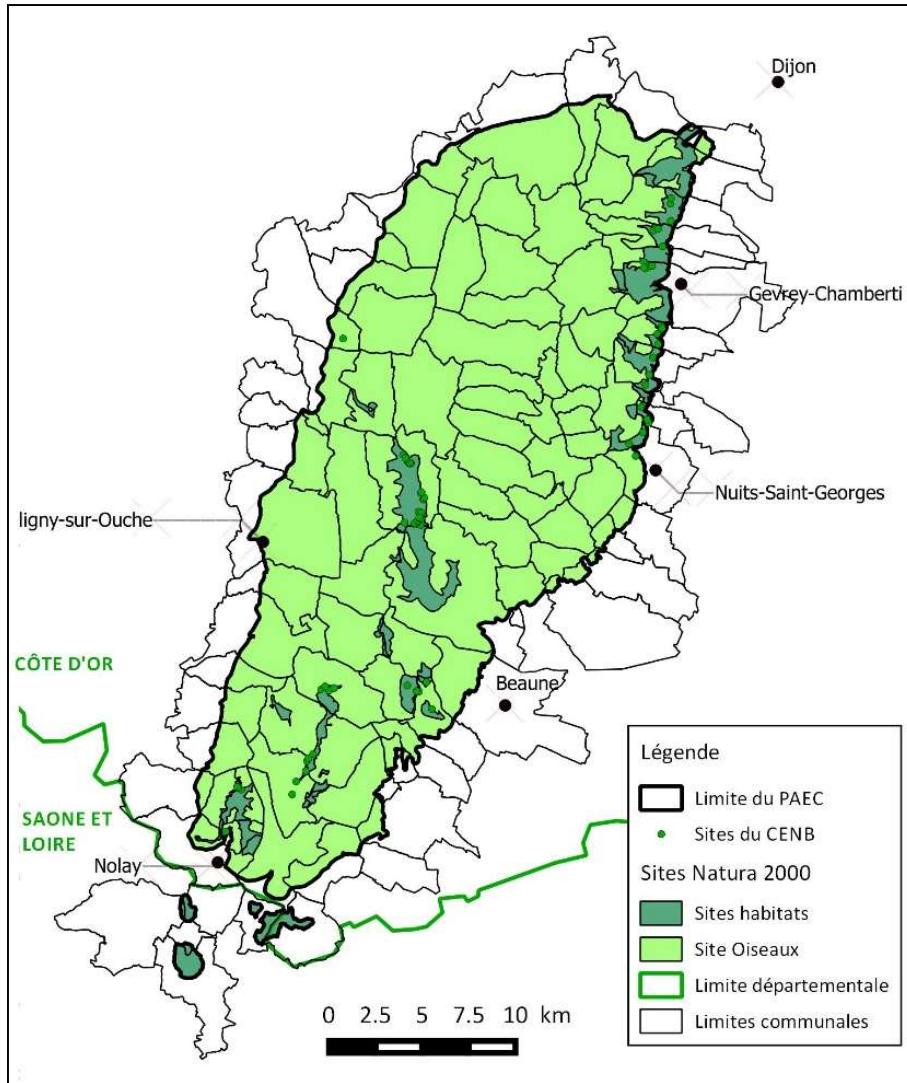 Dijon
Gevrey-Chamberti
Nuits-Saint-Georges
ligny-sur-Ouche
CÔTE D'OR
Beaune
SAONE ET
LOIRE
Nolay
Légende
Limite du PAEC
Sites du CENB
Sites Natura 2000
Sites habitats
Site Oiseaux
Limite départementale
Limites communales
0 2.5 5 7.5 10 km